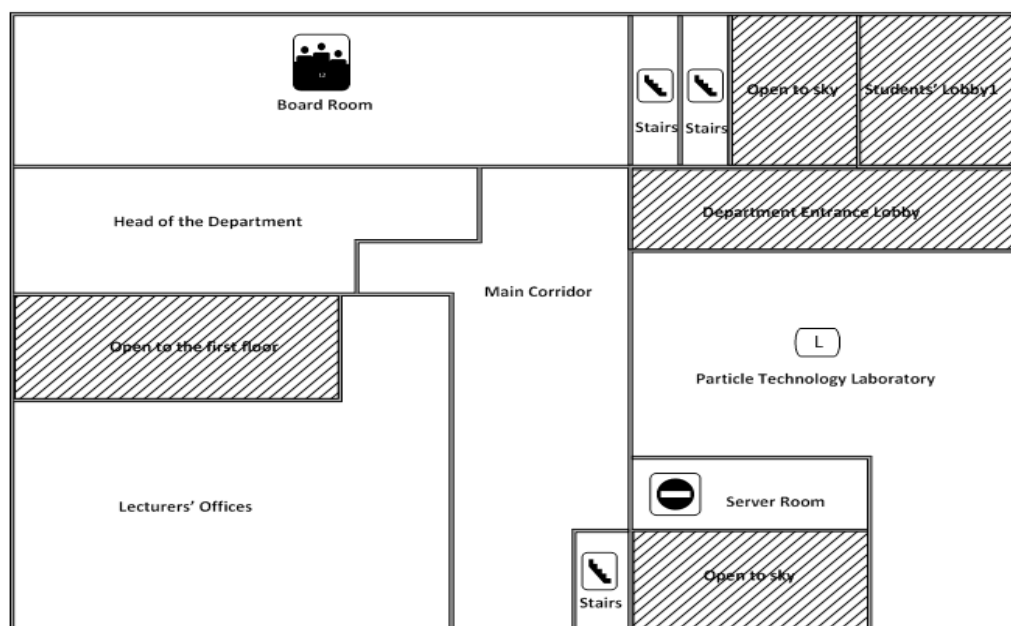 L2
Board Room
Stairs
Stairs
Open to sky
Students' Lobby1
Head of the Department
Department Entrance Lobby
Main Corridor
Open to the first floor
L
Particle Technology Laboratory
Lecturers' Offices
Server Room
Stairs
Open to sky